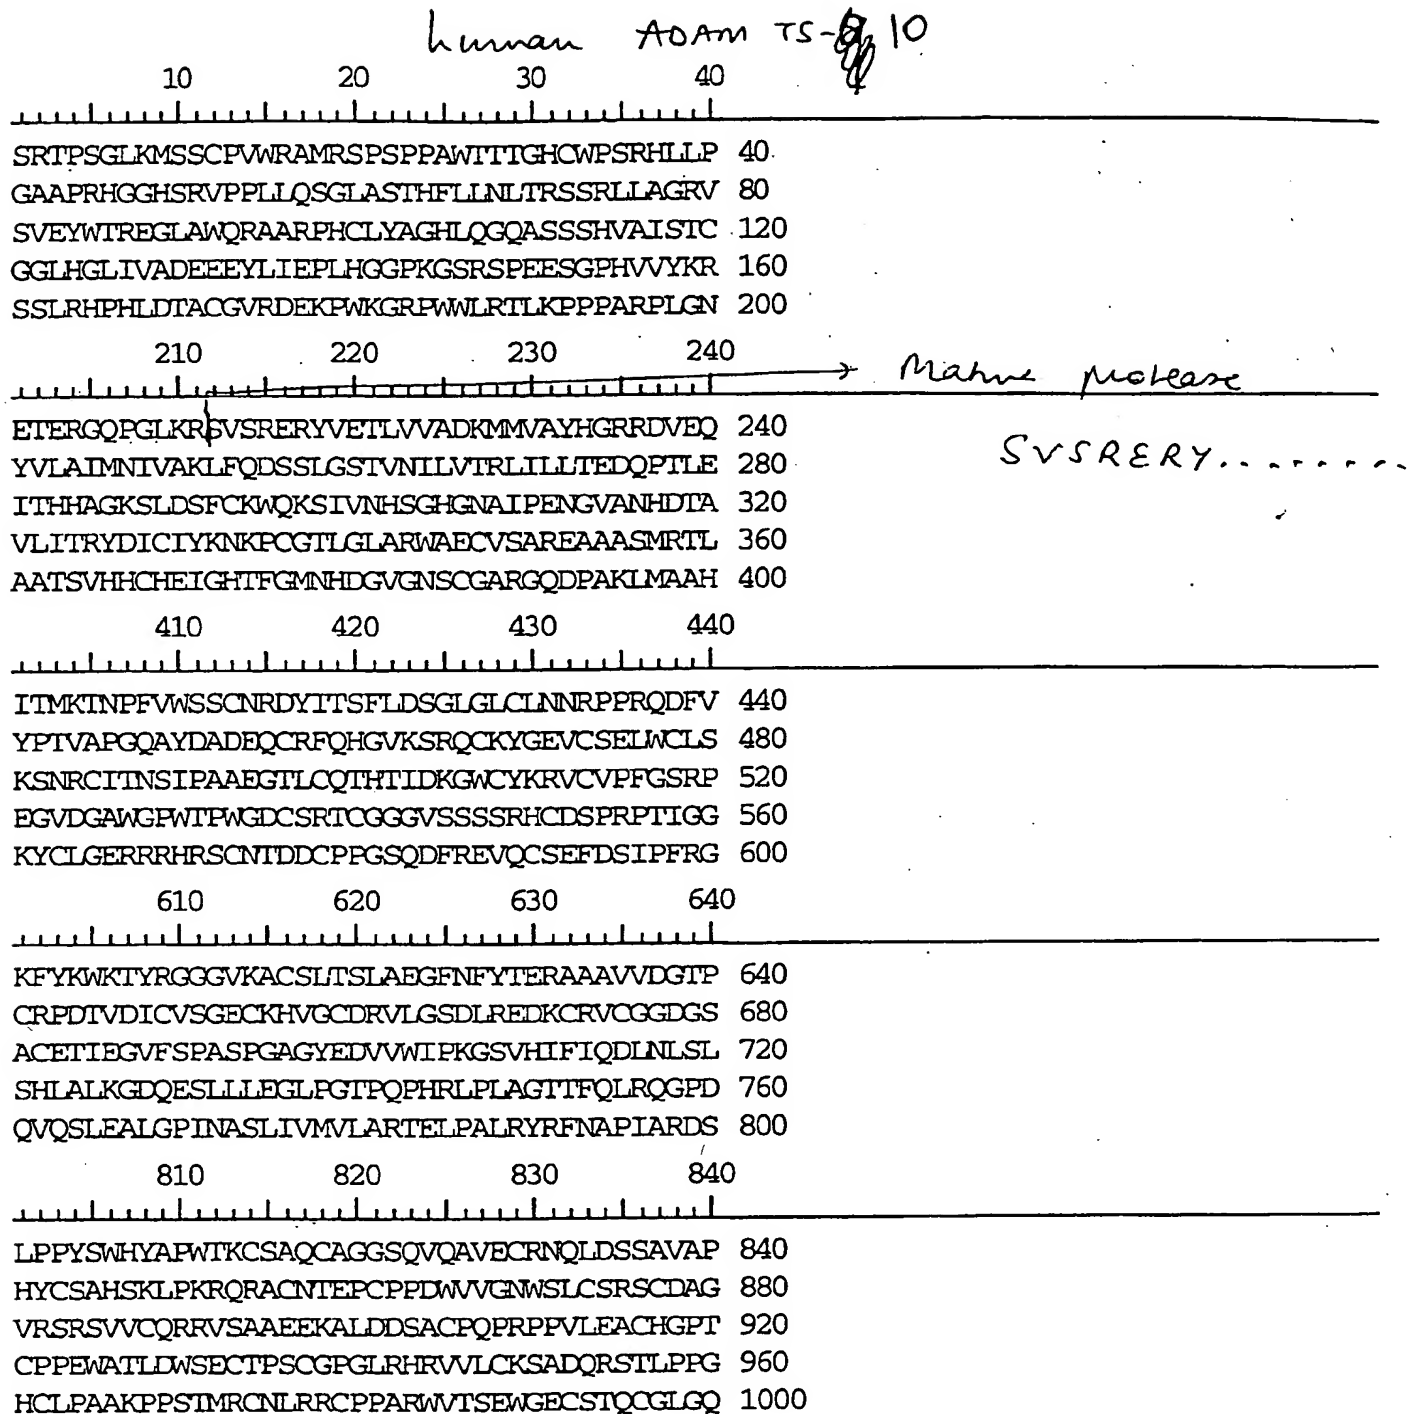 human ADAM TS- 10
10 20 30 40
SRTPSGLKMSSCPVWRAMRSPSPPAWTTTGHCWPSRHLLP 40
GAAPRHGGHSRVPPLLQSGLASTHFLLNLTRSSRLLAGRV 80
SVEYWTREGLAWQRAARPHCLYAGHLQGQASSSHVAISTC 120
GGLHGLIVADEEEYLIEPLHGGPKGSRSPEESGPHVVYKR 160
SSLRHPHLDTACGVRDEKPWKGRPWWLRTLKPPPARPLGN 200
210 220 230 240
Mature protease
ETERGQPGLKRSVSRERYVETLVVADKMMVAYHGRRDVEQ 240
SVSRERY.........
YVLAIMNIVAKLFQDSSLGSTVNILVTRLILLTEDQPTLE 280
ITHHAGKSLDSFCKWQKSIVNHSGHGNAIPENGVANHDTA 320
VLITRYDICIYKNKPCGTLGLARWAECVSAREAAASMRTL 360
AATSVHHCHEIGHTFGMNHDGVGNSCGARGQDPAKLMAAH 400
410 420 430 440
ITMKTNPFVWSSCNRDYITSFLDSGLGLCLNNRPPRQDFV 440
YPTVAPGQAYDADEQCRFQHGVKSRQCKYGEVCSELWCLS 480
KSNRCITNSIPAAEGTLCQTHTIDKGWCYKRVCVPFGSRP 520
EGVDGAWGPWTPWGDCSRTCGGGVSSSSRHCDSPRPTIGG 560
KYCLGERRRHRSCNTDDCPPGSQDFREVQCSEFDSIPFRG 600
610 620 630 640
KFYKWKTYRGGGVKACSLTSLAEGFNFYTERAAAVVDGTP 640
CRPDTVDICVSGECKHVGCDRVLGSDLREDKCRVCGGDGS 680
ACETIEGVFSPASPGAGYEDVVWIPKGSVHIFIQDLNLSL 720
SHLALKGDQESLLLEGLPGTPQPHRLPLAGTTFQLRQGPD 760
QVQSLEALGPINASLIVMVLARTELPALRYRFNAPIARDS 800
810 820 830 840
LPPYSWHYAPWTKCSAQCAGGSQVQAVECRNQLDSSAVAP 840
HYCSAHSKLPKRQRACNTEPCPPDWVVGNWSLCSRSCDAG 880
VRSRSVVCQRRVSAAEEKALDDSACPQPRPPVLEACHGPT 920
CPPEWATLDWSECTPSCGPGLRHRVVLCKSADQRSTLPPG 960
HCLPAAKPPSTMRCNLRRCPPARWVTSEWGECSTQCGLGQ 1000